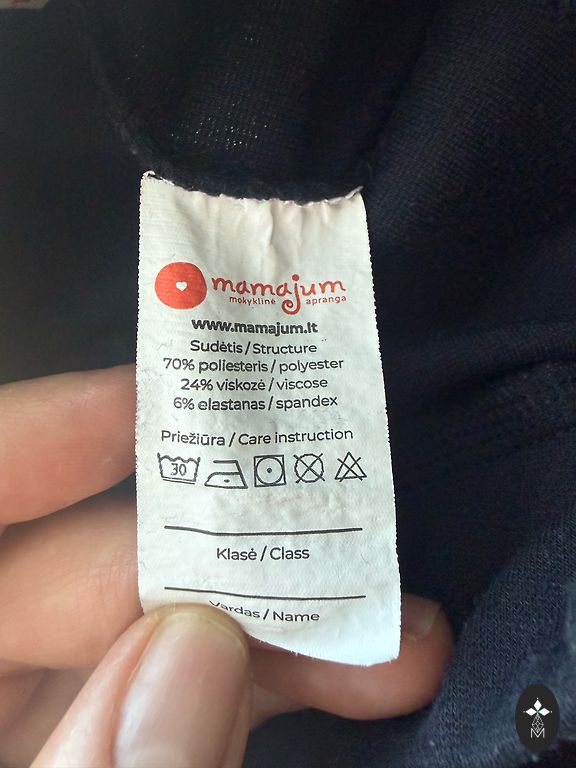 mamajum
mokyklinė apranga
www.mamajum.lt
Sudėtis / Structure
70% poliesteris / polyester
24% viskozė / viscose
6% elastanas / spandex
Priežiūra / Care instruction
30
Klasė / Class
Vardas / Name
M